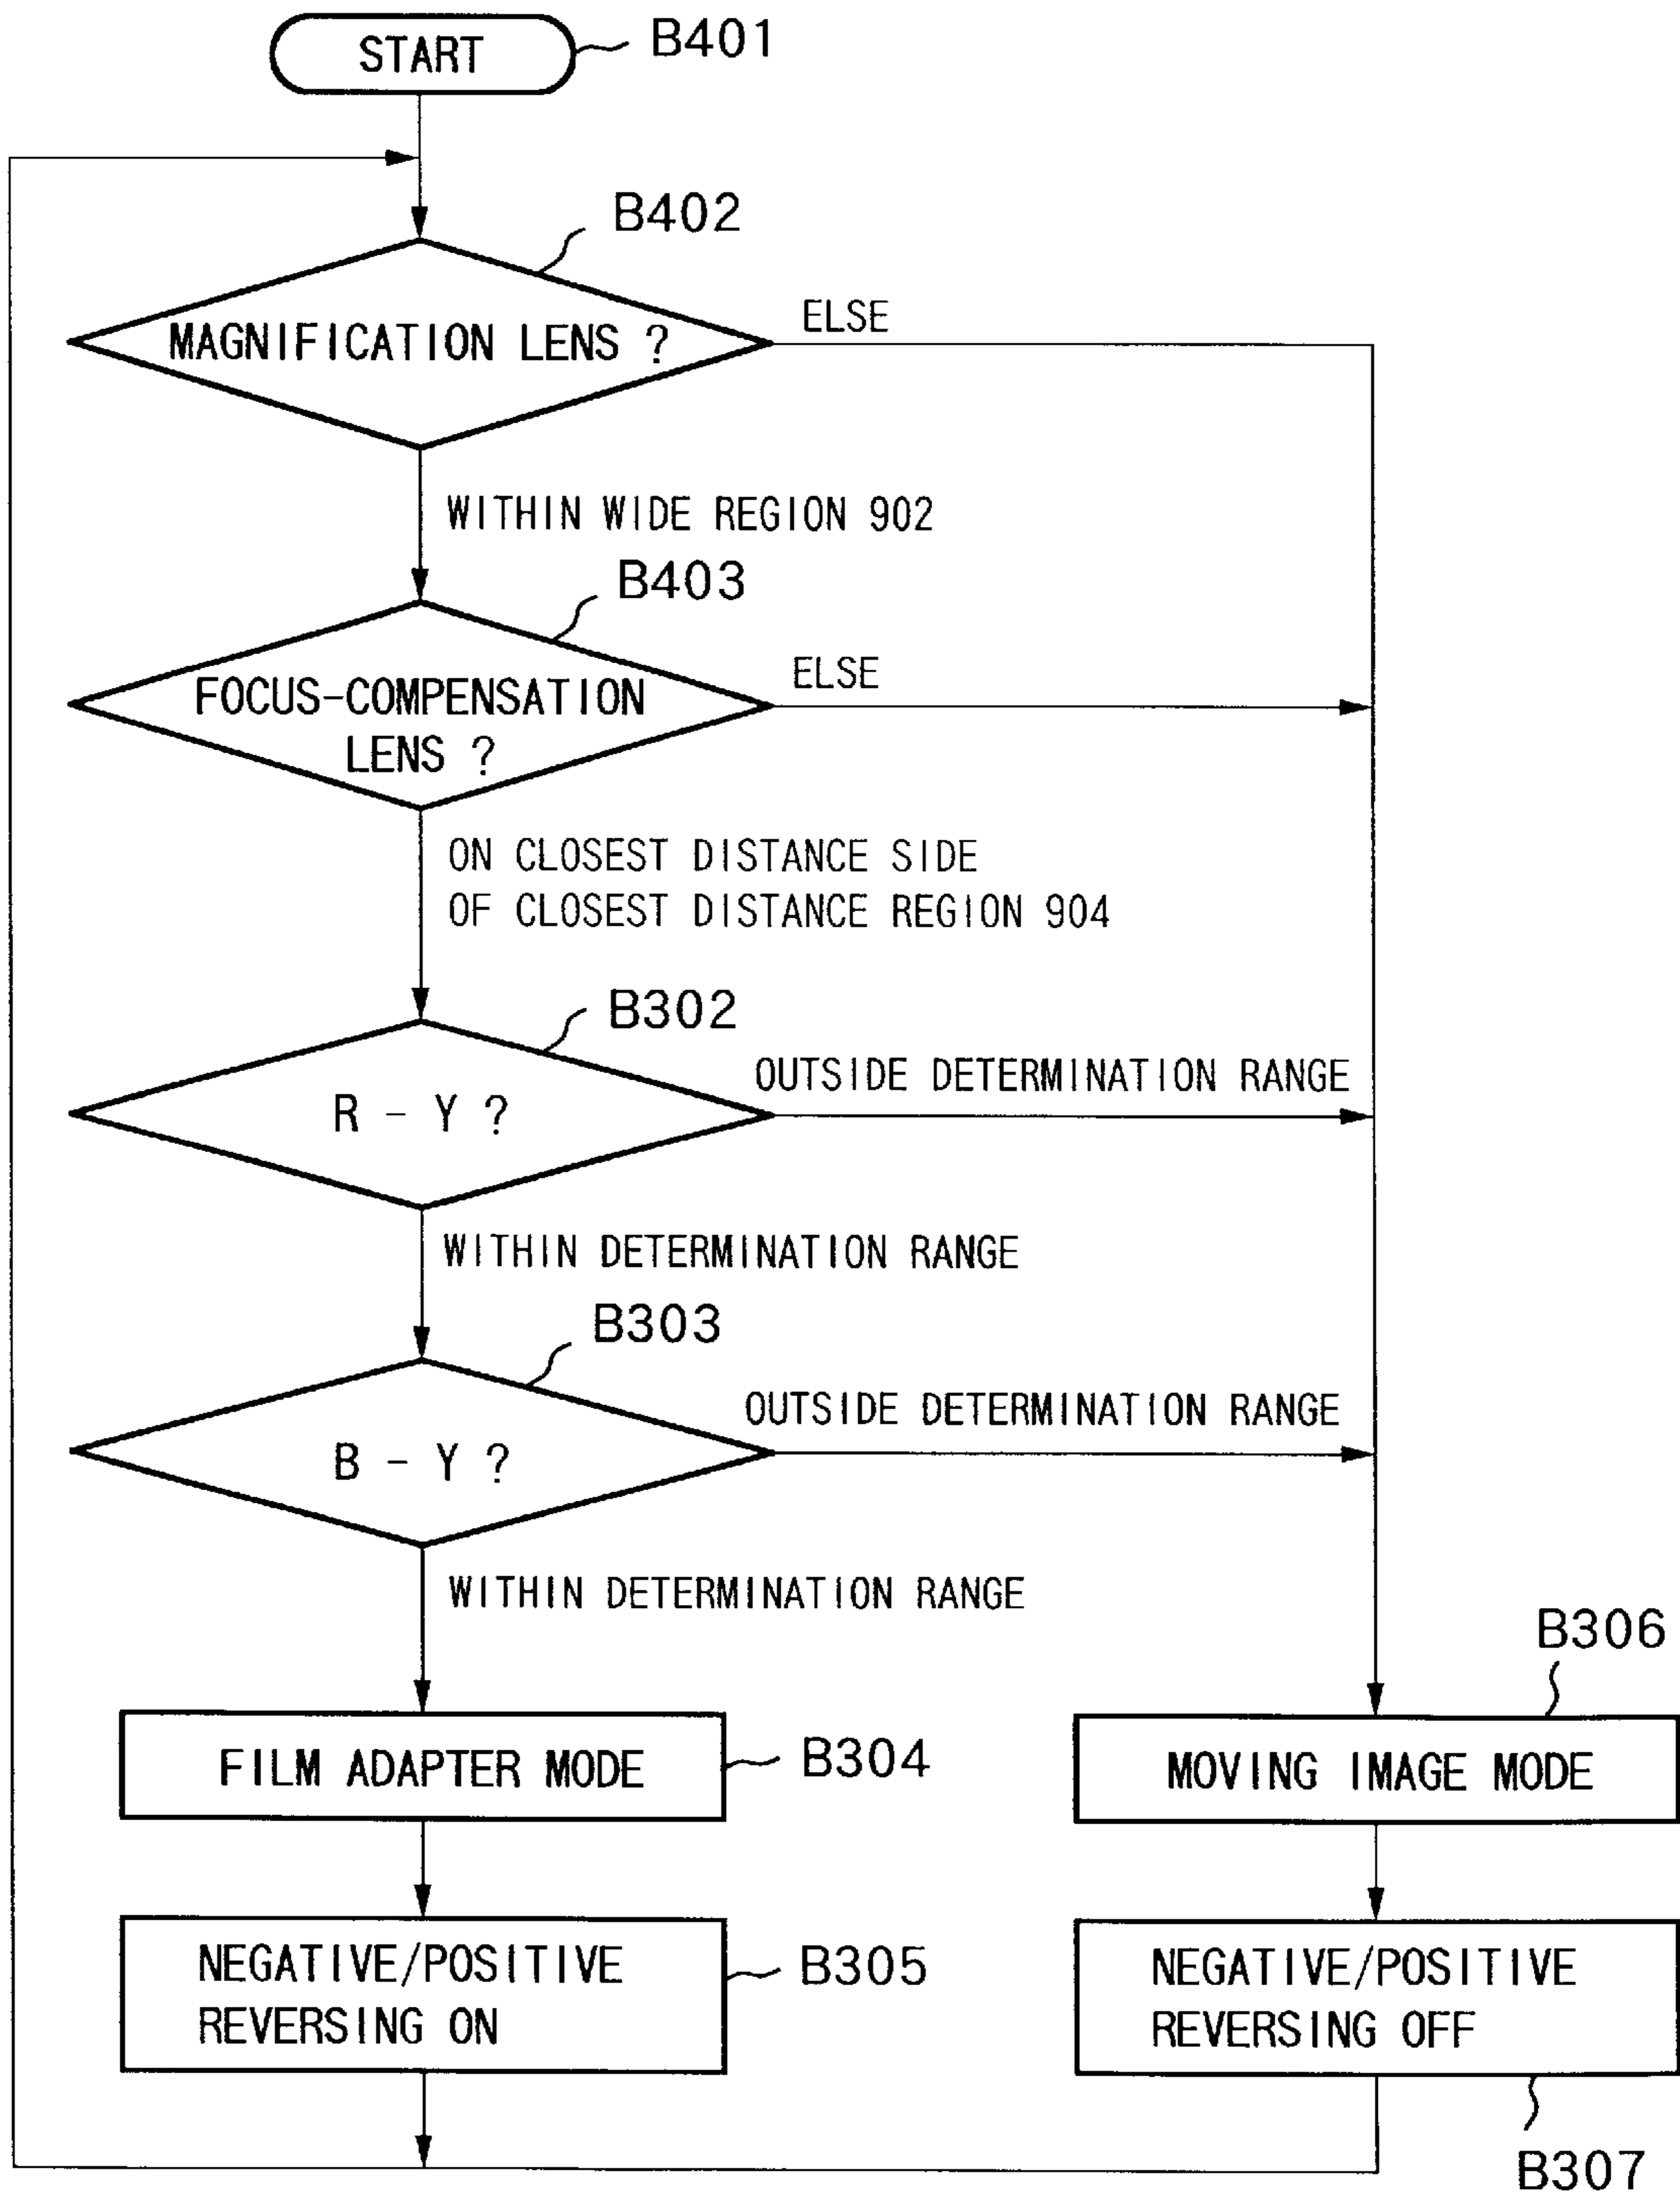 START
B401
B402
MAGNIFICATION LENS ?
ELSE
WITHIN WIDE REGION 902
B403
FOCUS-COMPENSATION
LENS ?
ELSE
ON CLOSEST DISTANCE SIDE
OF CLOSEST DISTANCE REGION 904
B302
R - Y ?
OUTSIDE DETERMINATION RANGE
WITHIN DETERMINATION RANGE
B303
B - Y ?
OUTSIDE DETERMINATION RANGE
WITHIN DETERMINATION RANGE
B306
FILM ADAPTER MODE
B304
MOVING IMAGE MODE
NEGATIVE/POSITIVE
REVERSING ON
B305
NEGATIVE/POSITIVE
REVERSING OFF
B307